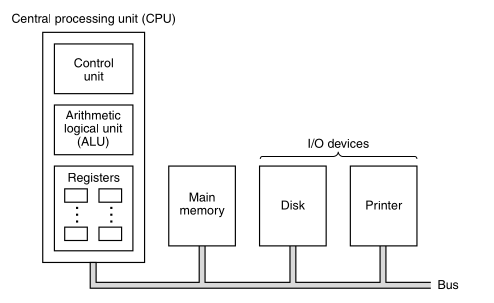 Central processing unit (CPU)
Control
unit
Arithmetic
logical unit
(ALU)
Registers
I/O devices
Main
memory
Disk
Printer
Bus